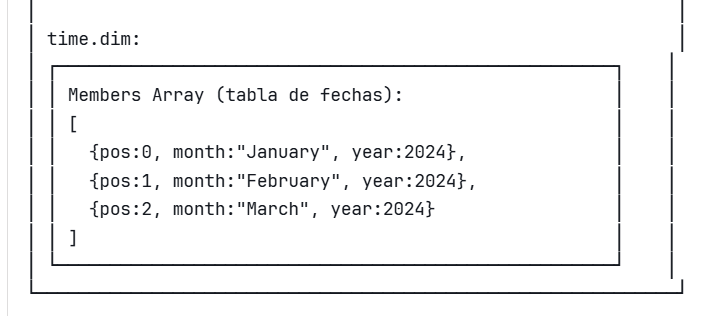 time.dim:
Members Array (tabla de fechas):
[
{pos:0, month:"January", year:2024},
{pos:1, month:"February", year:2024},
{pos:2, month:"March", year:2024}
]